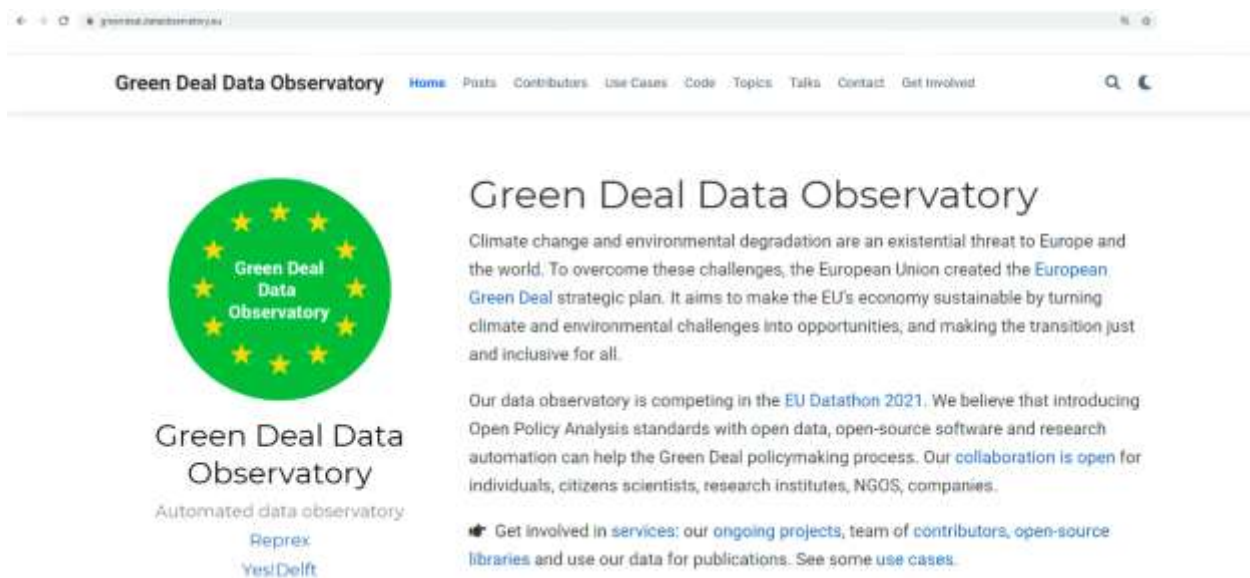 greendeal.dataobservatory.eu
Green Deal Data Observatory Home Posts Contributors Use Cases Code Topics Talks Contact Get Involved
Green Deal
Data
Observatory
Green Deal Data
Observatory
Automated data observatory
Reprex
Yes!Delft
Green Deal Data Observatory
Climate change and environmental degradation are an existential threat to Europe and
the world. To overcome these challenges, the European Union created the European
Green Deal strategic plan. It aims to make the EU's economy sustainable by turning
climate and environmental challenges into opportunities, and making the transition just
and inclusive for all.
Our data observatory is competing in the EU Datathon 2021. We believe that introducing
Open Policy Analysis standards with open data, open-source software and research
automation can help the Green Deal policymaking process. Our collaboration is open for
individuals, citizens scientists, research institutes, NGOS, companies.
Get involved in services: our ongoing projects, team of contributors, open-source
libraries and use our data for publications. See some use cases.